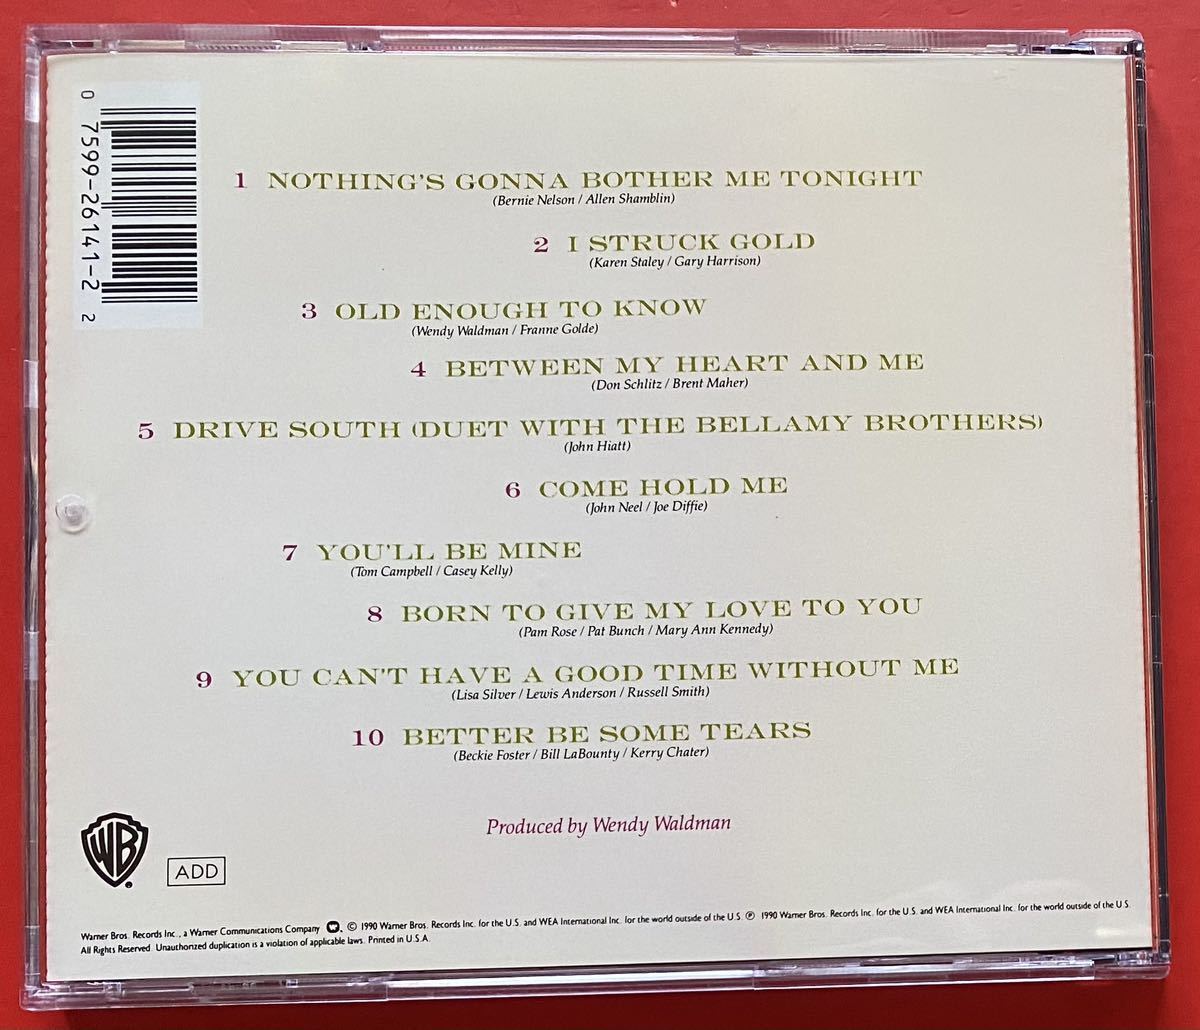 0 7599-26141-2 2
1 NOTHING'S GONNA BOTHER ME TONIGHT
(Bernie Nelson / Allen Shamblin)
2 I STRUCK GOLD
(Karen Staley / Gary Harrison)
3 OLD ENOUGH TO KNOW
(Wendy Waldman / Franne Golde)
4 BETWEEN MY HEART AND ME
(Don Schlitz / Brent Maher)
5 DRIVE SOUTH (DUET WITH THE BELLAMY BROTHERS)
(John Hiatt)
6 COME HOLD ME
(John Neel / Joe Diffie)
7 YOU'LL BE MINE
(Tom Campbell / Casey Kelly)
8 BORN TO GIVE MY LOVE TO YOU
(Pam Rose / Pat Bunch / Mary Ann Kennedy)
9 YOU CAN'T HAVE A GOOD TIME WITHOUT ME
(Lisa Silver / Lewis Anderson / Russell Smith)
10 BETTER BE SOME TEARS
(Beckie Foster / Bill LaBounty / Kerry Chater)
Produced by Wendy Waldman
WB
ADD
Warner Bros. Records Inc., a Warner Communications Company. © 1990 Warner Bros. Records Inc. for the U.S. and WEA International Inc. for the world outside of the U.S. ℗ 1990 Warner Bros. Records Inc. for the U.S. and WEA International Inc. for the world outside of the U.S.
All Rights Reserved. Unauthorized duplication is a violation of applicable laws. Printed in U.S.A.